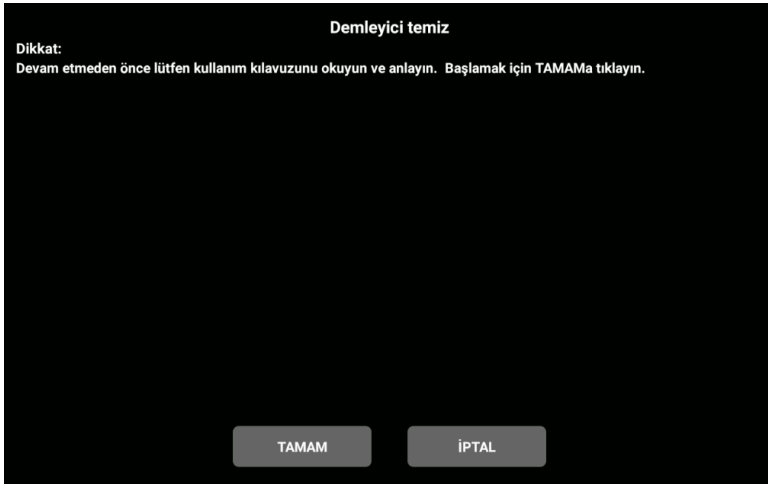 Demleyici temiz
Dikkat:
Devam etmeden önce lütfen kullanım kılavuzunu okuyun ve anlayın.  Başlamak için TAMAMa tıklayın.
TAMAM
İPTAL